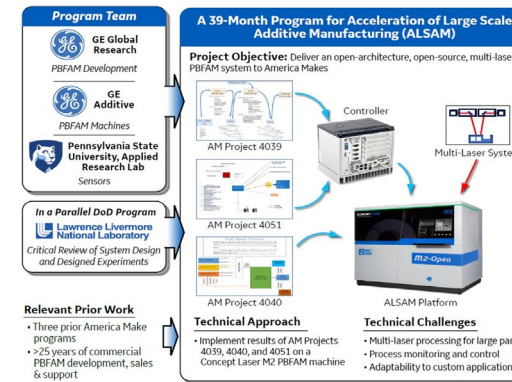 Program Team
GE Global
Research
PBFAM Development
GE
Additive
PBFAM Machines
Pennsylvania State
University, Applied
Research Lab
Sensors
In a Parallel DoD Program
Lawrence Livermore
National Laboratory
Critical Review of System Design
and Designed Experiments
Relevant Prior Work
• Three prior America Make
programs
• >25 years of commercial
PBFAM development, sales
& support
A 39-Month Program for Acceleration of Large Scale
Additive Manufacturing (ALSAM)
Project Objective: Deliver an open-architecture, open-source, multi-lase
PBFAM system to America Makes
AM Project 4039
AM Project 4051
AM Project 4040
Controller
Multi-Laser Syste
M2
M2-Open
ALSAM Platform
Technical Approach
• Implement results of AM Projects
4039, 4040, and 4051 on a
Concept Laser M2 PBFAM machine
Technical Challenges
• Multi-laser processing for large par
• Process monitoring and control
• Adaptability to custom application